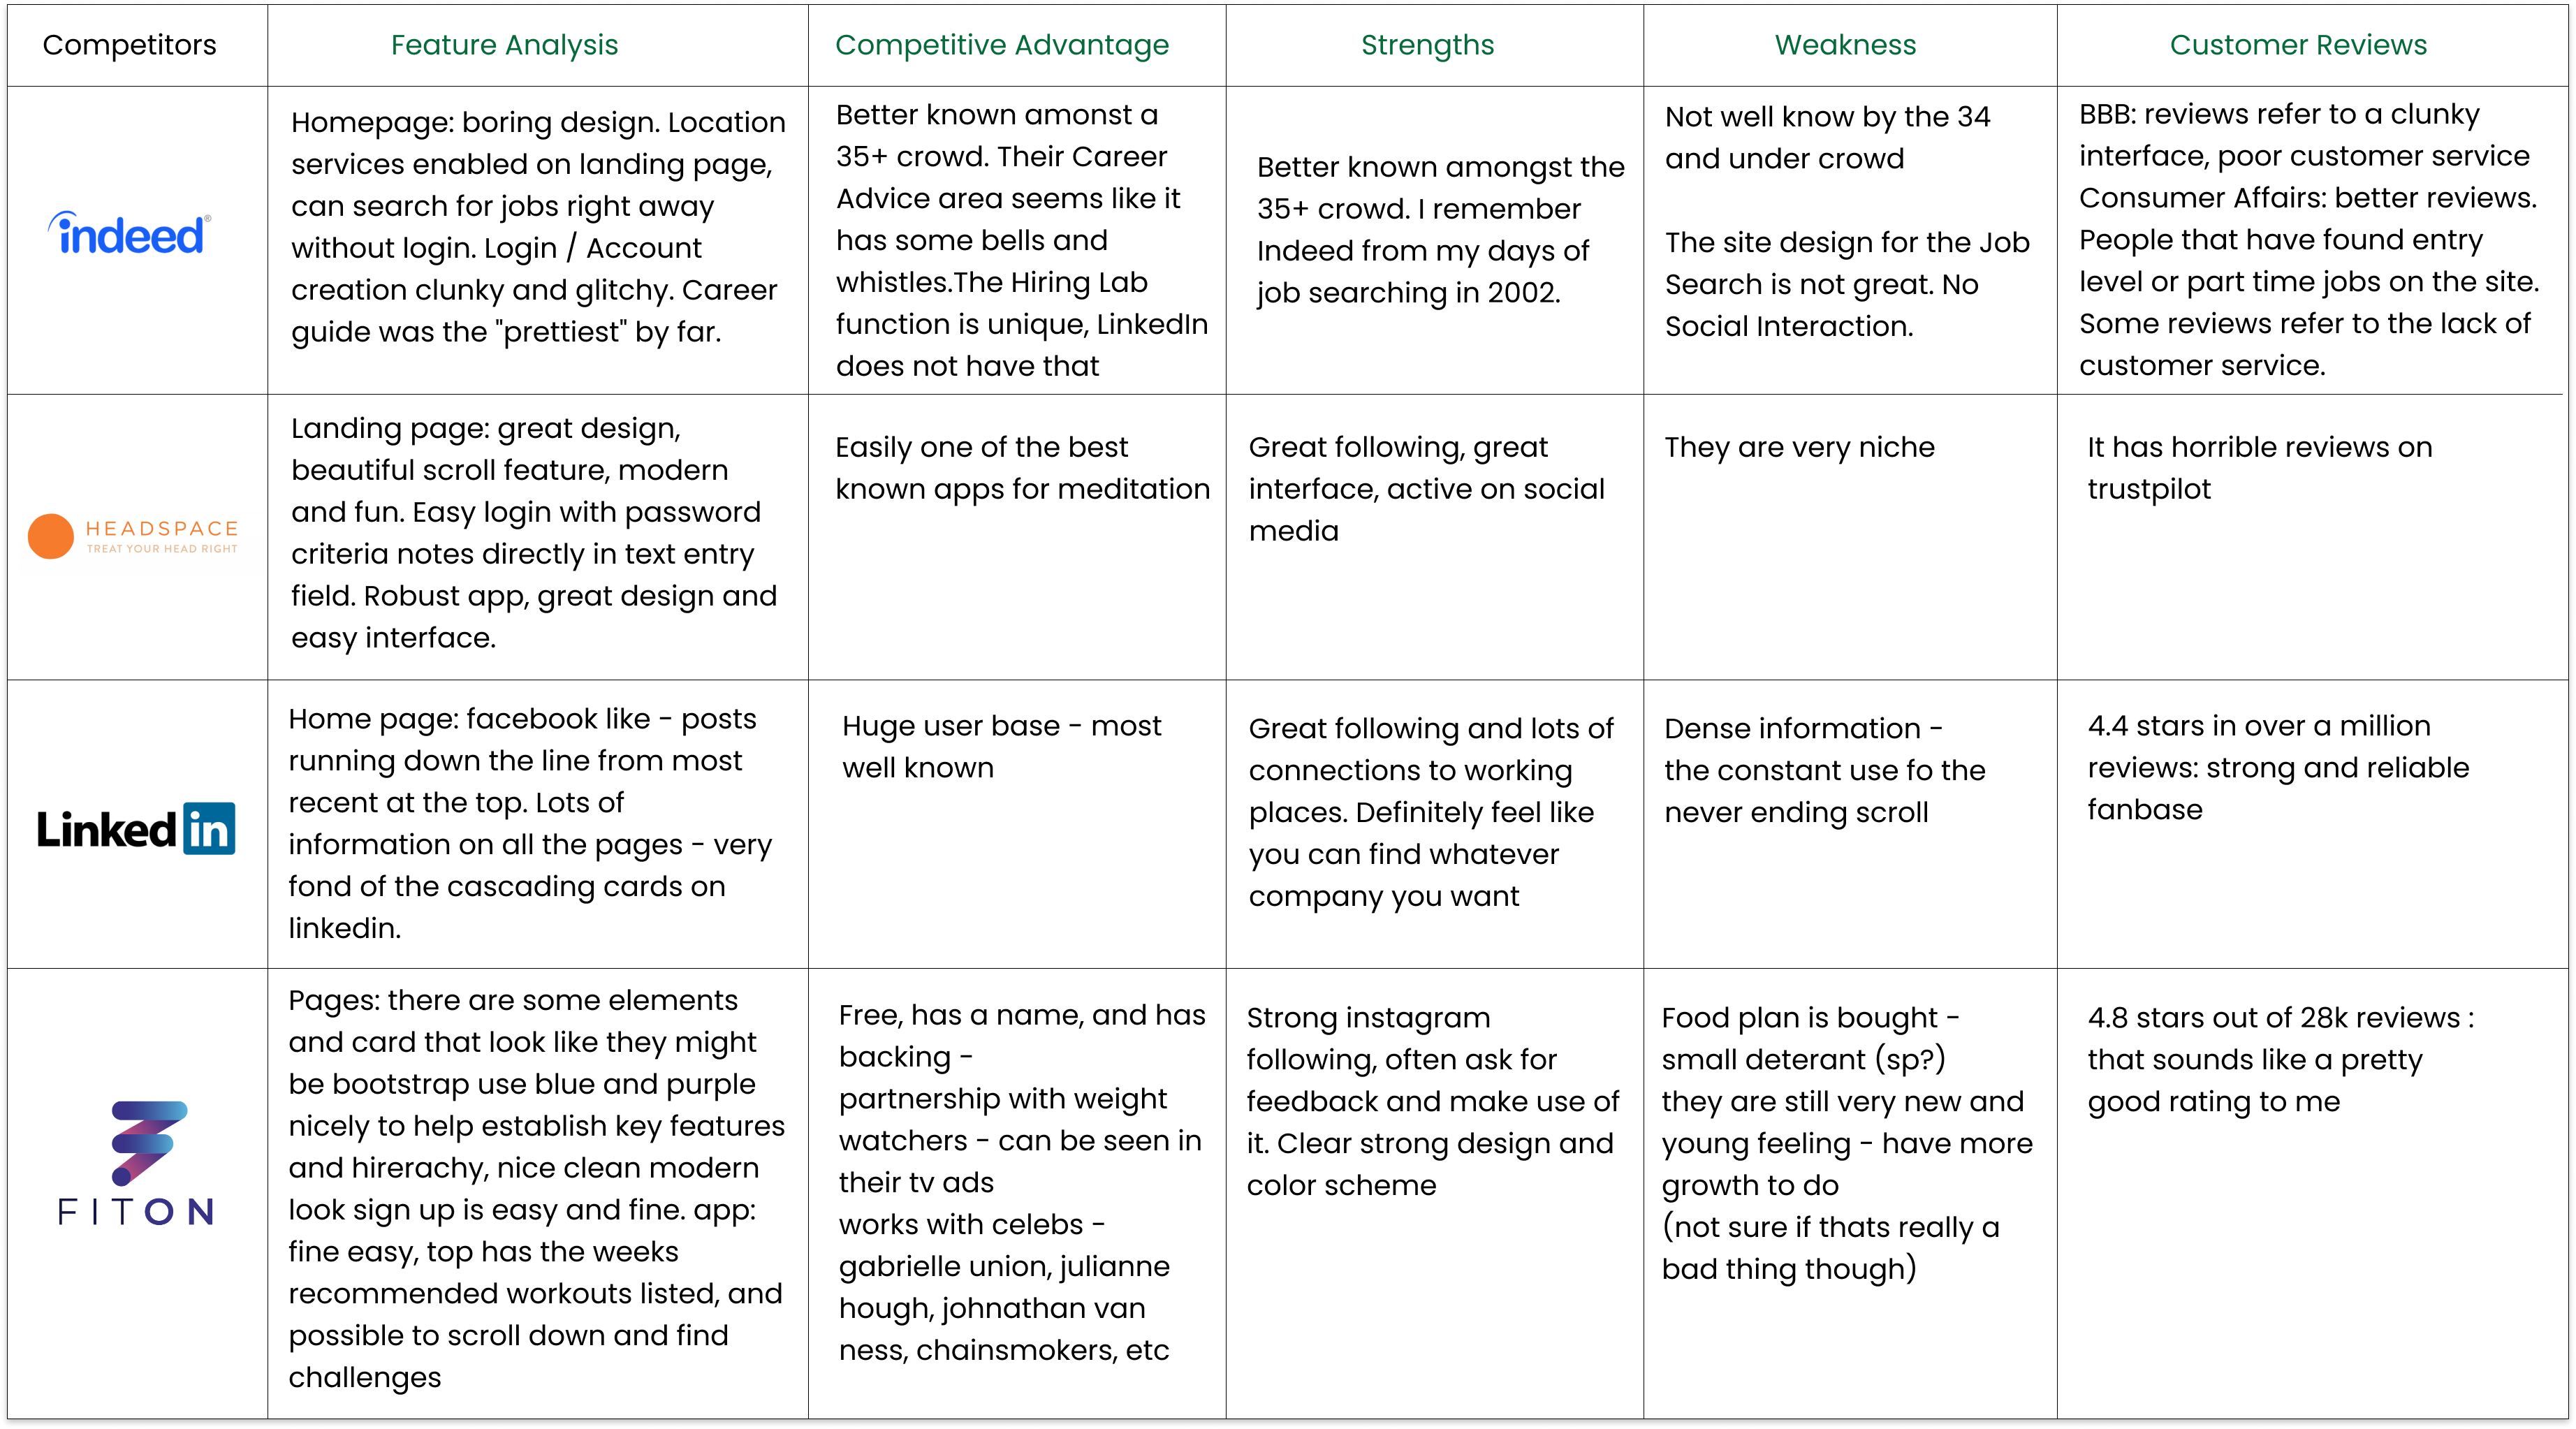 Competitors
Feature Analysis
Competitive Advantage
Strengths
Weakness
Customer Reviews
indeed®
Homepage: boring design. Location
services enabled on landing page,
can search for jobs right away
without login. Login / Account
creation clunky and glitchy. Career
guide was the "prettiest" by far.
Better known amonst a
35+ crowd. Their Career
Advice area seems like it
has some bells and
whistles.The Hiring Lab
function is unique, LinkedIn
does not have that
Better known amongst the
35+ crowd. I remember
Indeed from my days of
job searching in 2002.
Not well know by the 34
and under crowd
The site design for the Job
Search is not great. No
Social Interaction.
BBB: reviews refer to a clunky
interface, poor customer service
Consumer Affairs: better reviews.
People that have found entry
level or part time jobs on the site.
Some reviews refer to the lack of
customer service.
HEADSPACE
TREAT YOUR HEAD RIGHT
Landing page: great design,
beautiful scroll feature, modern
and fun. Easy login with password
criteria notes directly in text entry
field. Robust app, great design and
easy interface.
Easily one of the best
known apps for meditation
Great following, great
interface, active on social
media
They are very niche
It has horrible reviews on
trustpilot
Linked in
Home page: facebook like - posts
running down the line from most
recent at the top. Lots of
information on all the pages - very
fond of the cascading cards on
linkedin.
Huge user base - most
well known
Great following and lots of
connections to working
places. Definitely feel like
you can find whatever
company you want
Dense information -
the constant use fo the
never ending scroll
4.4 stars in over a million
reviews: strong and reliable
fanbase
FITON
Pages: there are some elements
and card that look like they might
be bootstrap use blue and purple
nicely to help establish key features
and hirerachy, nice clean modern
look sign up is easy and fine. app:
fine easy, top has the weeks
recommended workouts listed, and
possible to scroll down and find
challenges
Free, has a name, and has
backing -
partnership with weight
watchers - can be seen in
their tv ads
works with celebs -
gabrielle union, julianne
hough, johnathan van
ness, chainsmokers, etc
Strong instagram
following, often ask for
feedback and make use of
it. Clear strong design and
color scheme
Food plan is bought -
small deterant (sp?)
they are still very new and
young feeling - have more
growth to do
(not sure if thats really a
bad thing though)
4.8 stars out of 28k reviews :
that sounds like a pretty
good rating to me